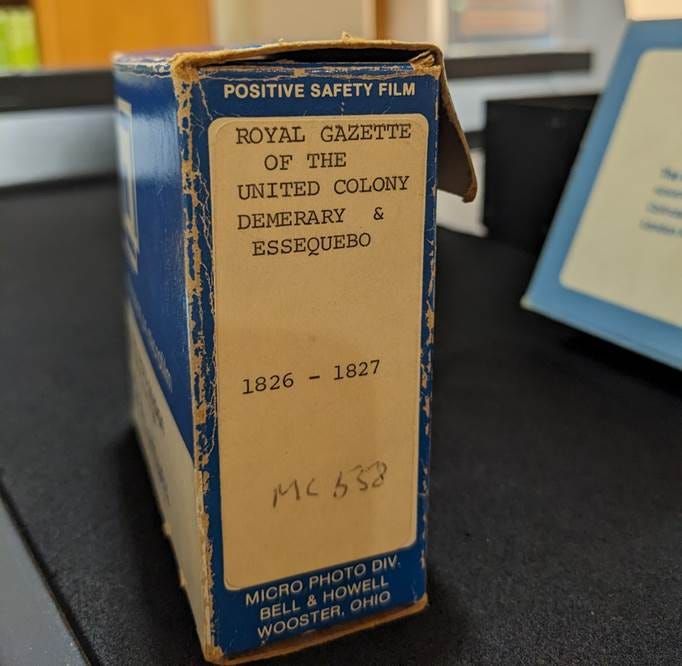 POSITIVE SAFETY FILM
ROYAL GAZETTE
OF THE
UNITED COLONY
DEMERARY &
ESSEQUEBO
1826 - 1827
MC 558
MICRO PHOTO DIV.
BELL & HOWELL
WOOSTER, OHIO